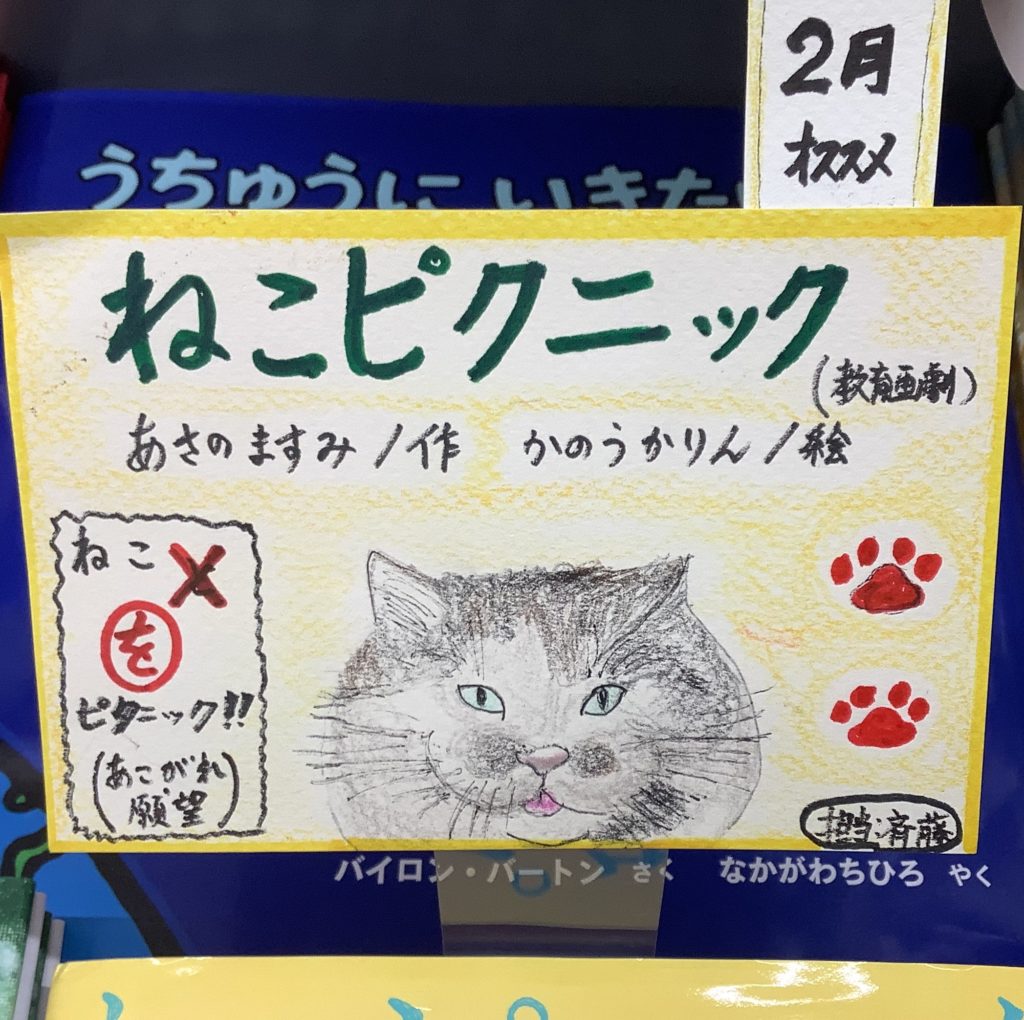 2月
オススメ
うちゅうに いきた
ねこピクニック
(教育画劇)
あさのますみ/作 かのうかりん/絵
ねこ
を
ピクニック!!
(あこがれ
願望)
担当:斉藤
バイロン・バートン さく なかがわちひろ やく